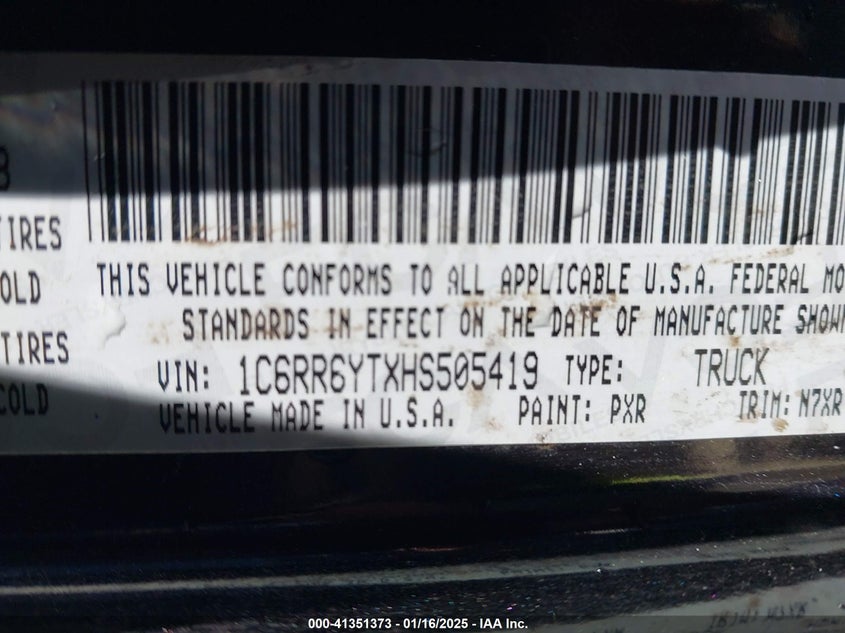 8
TIRES
OLD
TIRES
COLD
THIS VEHICLE CONFORMS TO ALL APPLICABLE U.S.A. FEDERAL MO
STANDARDS IN EFFECT ON THE DATE OF MANUFACTURE SHOWN
VIN: 1C6RR6YTXHS505419 TYPE: TRUCK
VEHICLE MADE IN U.S.A. PAINT: PXR TRIM: N7XR
000-41351373 - 01/16/2025 - IAA Inc.